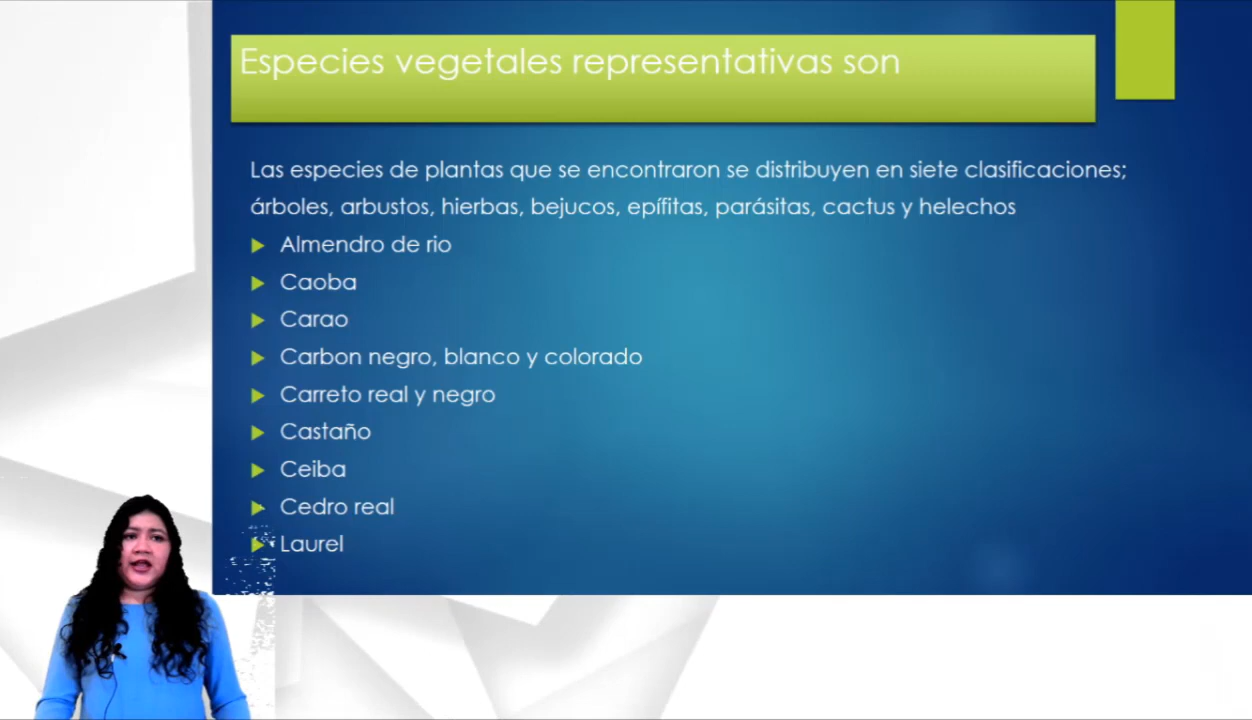 Especies vegetales representativas son
Las especies de plantas que se encontraron se distribuyen en siete clasificaciones;
árboles, arbustos, hierbas, bejucos, epífitas, parásitas, cactus y helechos
Almendro de rio
Caoba
Carao
Carbon negro, blanco y colorado
Carreto real y negro
Castaño
Ceiba
Cedro real
Laurel